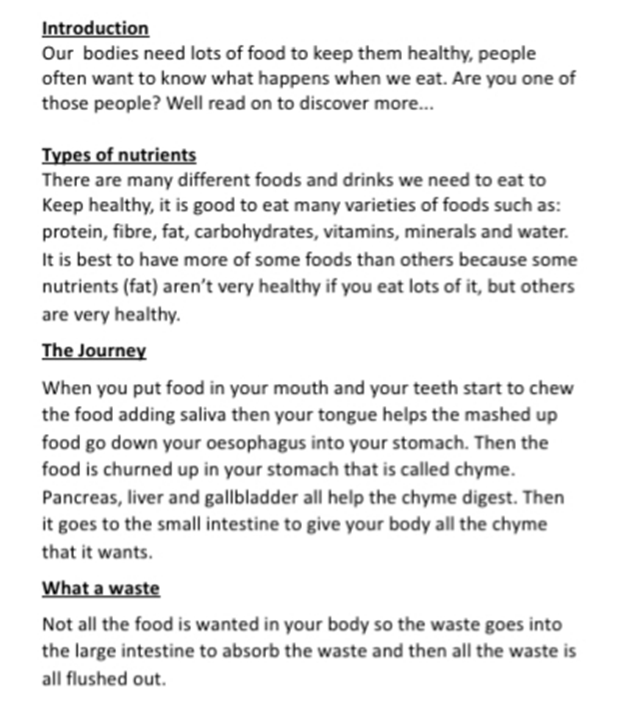 Introduction
Our  bodies need lots of food to keep them healthy, people
often want to know what happens when we eat. Are you one of
those people? Well read on to discover more...
Types of nutrients
There are many different foods and drinks we need to eat to
Keep healthy, it is good to eat many varieties of foods such as:
protein, fibre, fat, carbohydrates, vitamins, minerals and water.
It is best to have more of some foods than others because some
nutrients (fat) aren’t very healthy if you eat lots of it, but others
are very healthy.
The Journey
When you put food in your mouth and your teeth start to chew
the food adding saliva then your tongue helps the mashed up
food go down your oesophagus into your stomach. Then the
food is churned up in your stomach that is called chyme.
Pancreas, liver and gallbladder all help the chyme digest. Then
it goes to the small intestine to give your body all the chyme
that it wants.
What a waste
Not all the food is wanted in your body so the waste goes into
the large intestine to absorb the waste and then all the waste is
all flushed out.